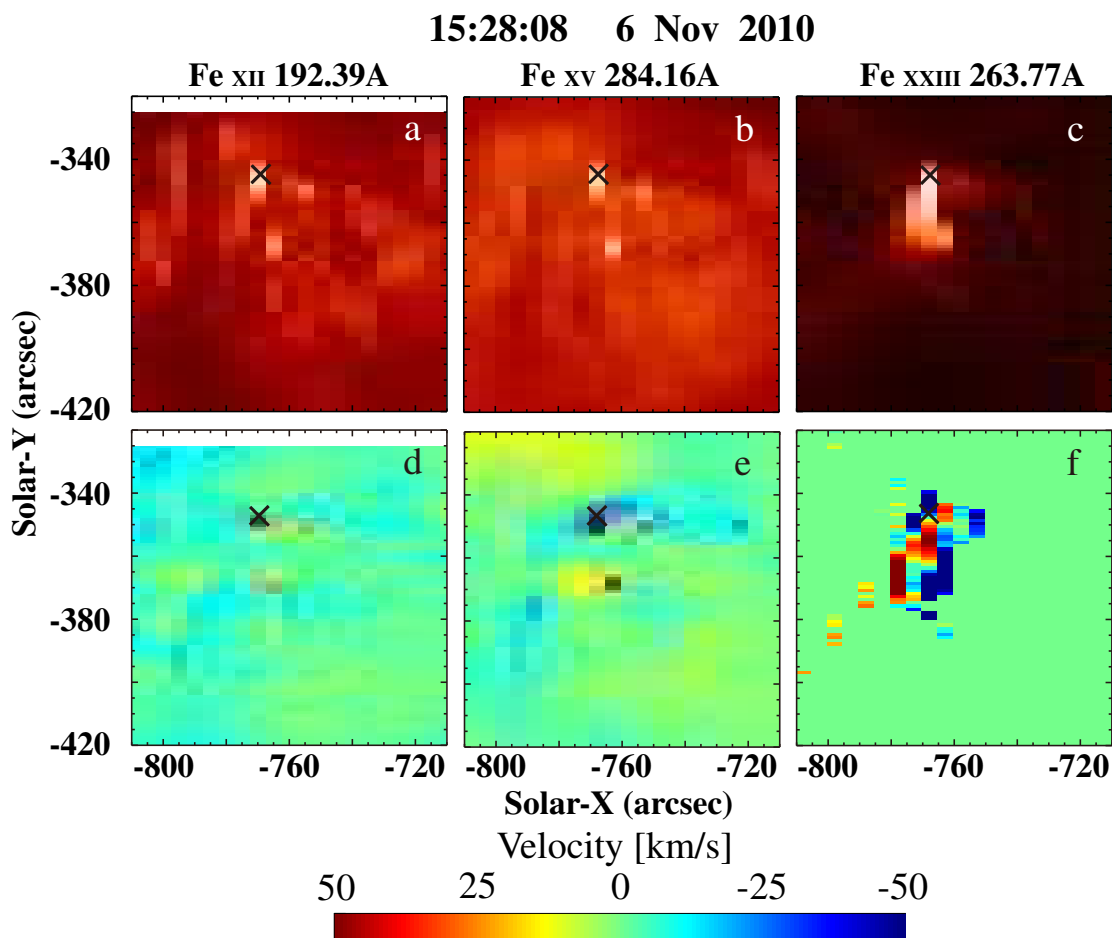 15:28:08 6 Nov 2010
Fe XII 192.39A Fe XV 284.16A Fe XXIII 263.77A
a b c
-340
-380
-420
d e f
-340
-380
-420
Solar-Y (arcsec)
-800 -760 -720 -800 -760 -720 -800 -760 -720
Solar-X (arcsec)
Velocity [km/s]
50 25 0 -25 -50